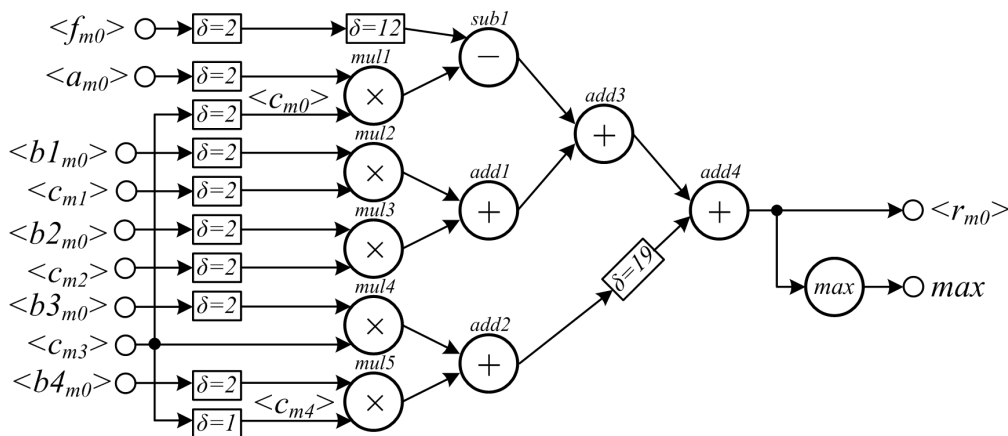 <f_m0> δ=2 δ=12 sub1 −
<a_m0> δ=2 mul1 ×
δ=2 <c_m0>
add3 +
<b1_m0> δ=2 mul2 ×
<c_m1> δ=2 add1 + add4 + <r_m0>
<b2_m0> δ=2 mul3 ×
<c_m2> δ=2 δ=19 max max
<b3_m0> δ=2 mul4 ×
<c_m3> add2 +
<b4_m0> δ=2 mul5 ×
δ=1 <c_m4>